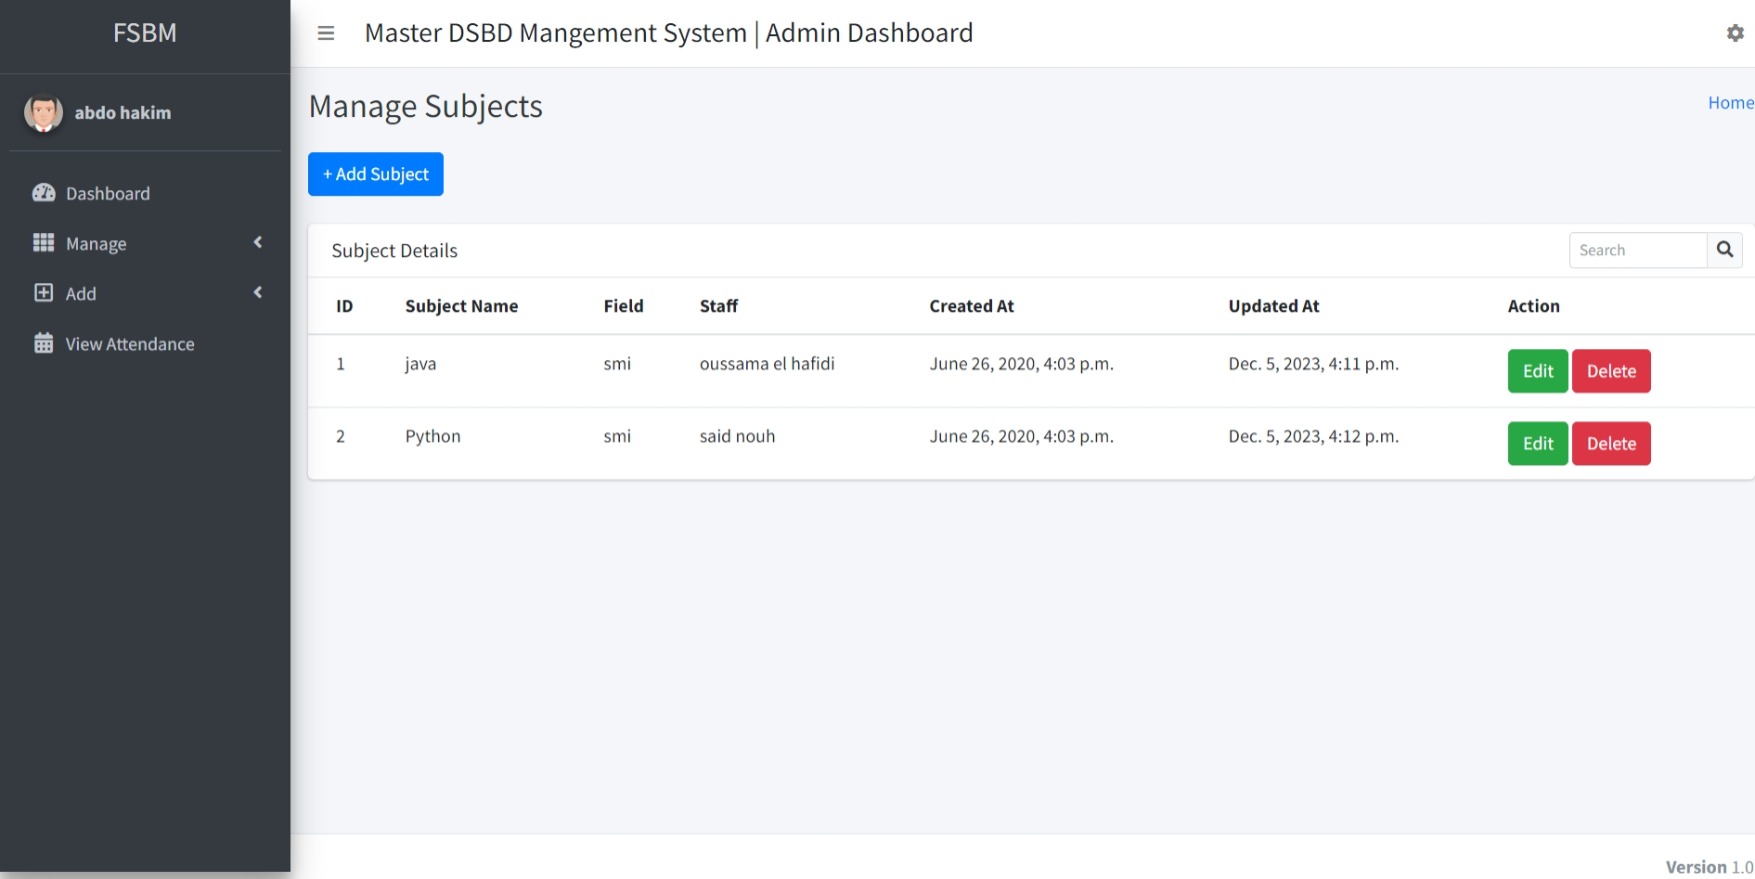 FSBM
Master DSBD Mangement System | Admin Dashboard
abdo hakim
Dashboard
Manage
Add
View Attendance
Manage Subjects
Home
+ Add Subject
Subject Details
Search
ID Subject Name Field Staff Created At Updated At Action
1 java smi oussama el hafidi June 26, 2020, 4:03 p.m. Dec. 5, 2023, 4:11 p.m. Edit Delete
2 Python smi said nouh June 26, 2020, 4:03 p.m. Dec. 5, 2023, 4:12 p.m. Edit Delete
Version 1.0